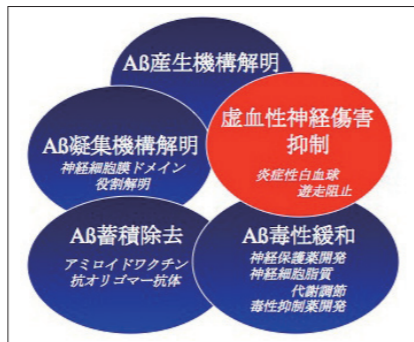 Aß産生機構解明
Aß凝集機構解明
神経細胞膜ドメイン
役割解明
虚血性神経傷害
抑制
炎症性白血球
遊走阻止
Aß蓄積除去
アミロイドワクチン
抗オリゴマー抗体
Aß毒性緩和
神経保護薬開発
神経細胞脂質
代謝調節
毒性抑制薬開発